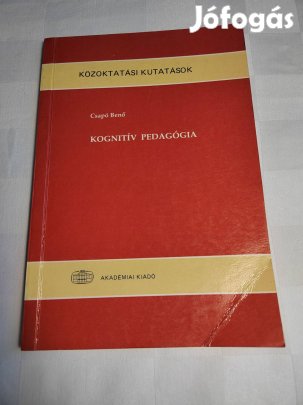 Jófogás
KÖZOKTATÁSI KUTATÁSOK
Csapó Benő
KOGNITÍV PEDAGÓGIA
AKADÉMIAI KIADÓ